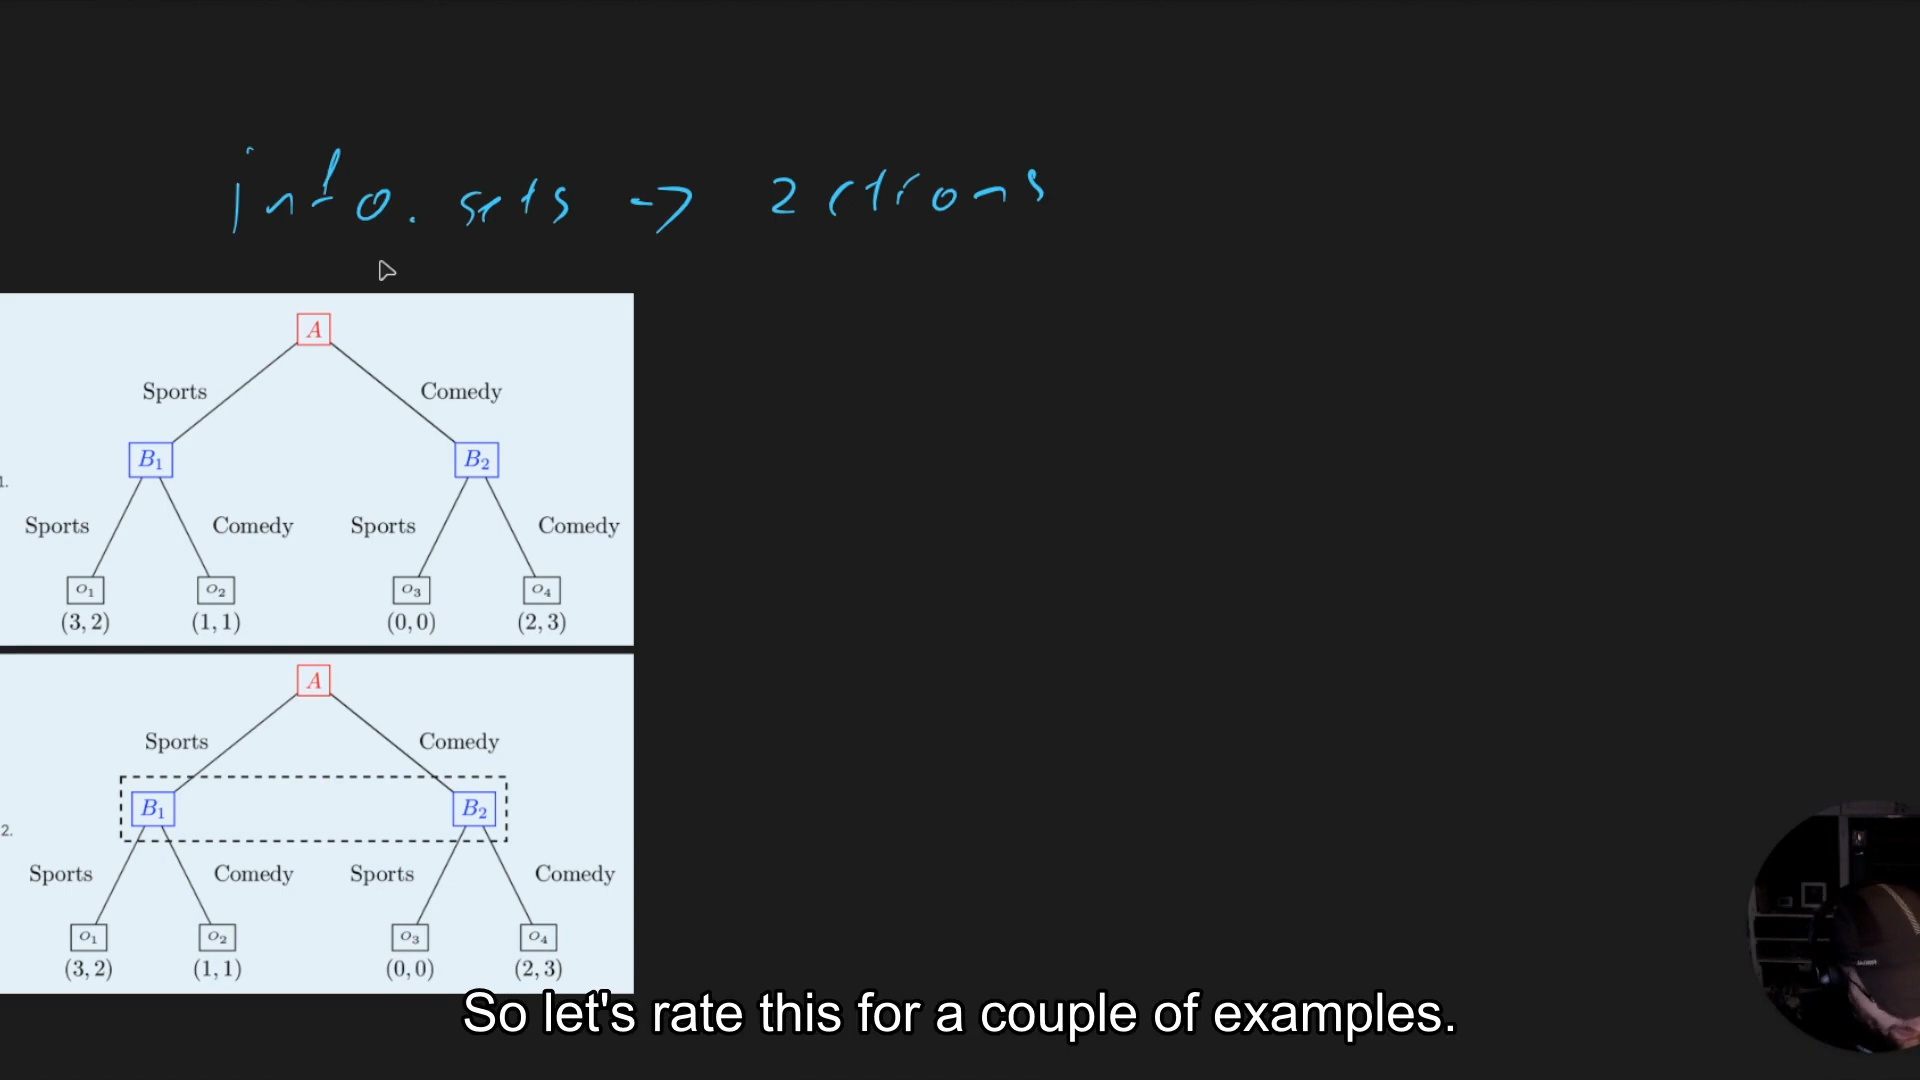 info. sets -> actions
A
Sports Comedy
B1 B2
1.
Sports Comedy Sports Comedy
o1 o2 o3 o4
(3, 2) (1, 1) (0, 0) (2, 3)
A
Sports Comedy
B1 B2
2.
Sports Comedy Sports Comedy
o1 o2 o3 o4
(3, 2) (1, 1) (0, 0) (2, 3)
So let's rate this for a couple of examples.